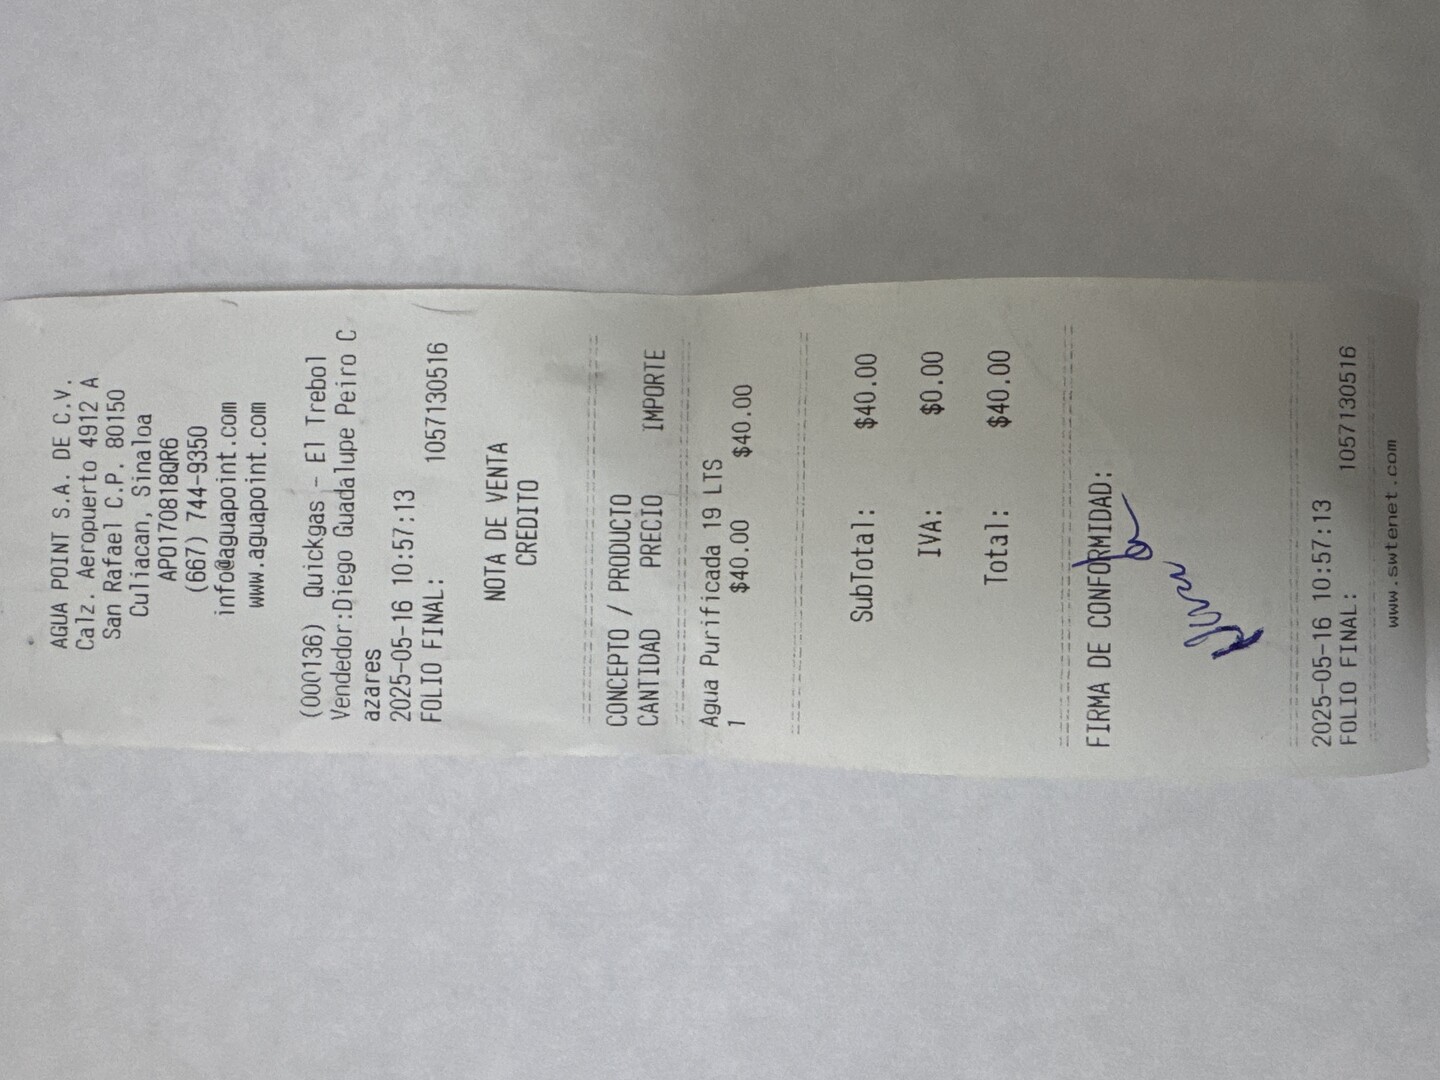 AGUA POINT S.A. DE C.V.
Calz. Aeropuerto 4912 A
San Rafael C.P. 80150
Culiacan, Sinaloa
APO170818QR6
(667) 744-9350
info@aguapoint.com
www.aguapoint.com
(000136) Quickgas - El Trebol
Vendedor:Diego Guadalupe Peiro C
azares
2025-05-16 10:57:13
FOLIO FINAL: 1057130516
NOTA DE VENTA
CREDITO
CONCEPTO / PRODUCTO
CANTIDAD PRECIO IMPORTE
Agua Purificada 19 LTS
1 $40.00 $40.00
SubTotal: $40.00
IVA: $0.00
Total: $40.00
FIRMA DE CONFORMIDAD:
2025-05-16 10:57:13
FOLIO FINAL: 1057130516
www.swtenet.com